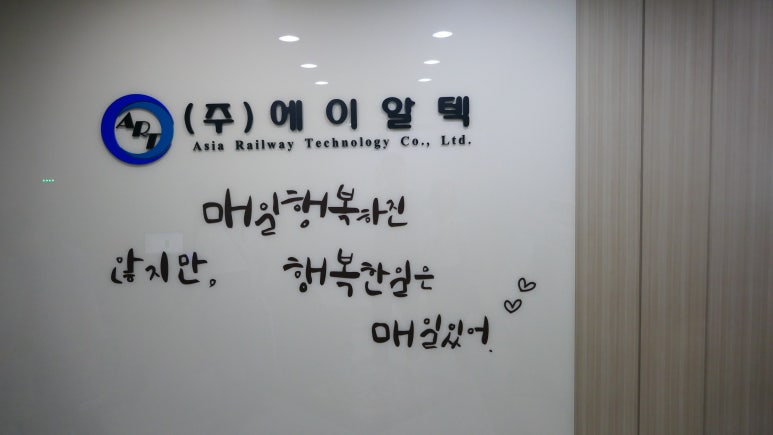 ART
(주)에이알텍
Asia Railway Technology Co., Ltd.
매일행복하진
않지만, 행복한일은
매일있어.